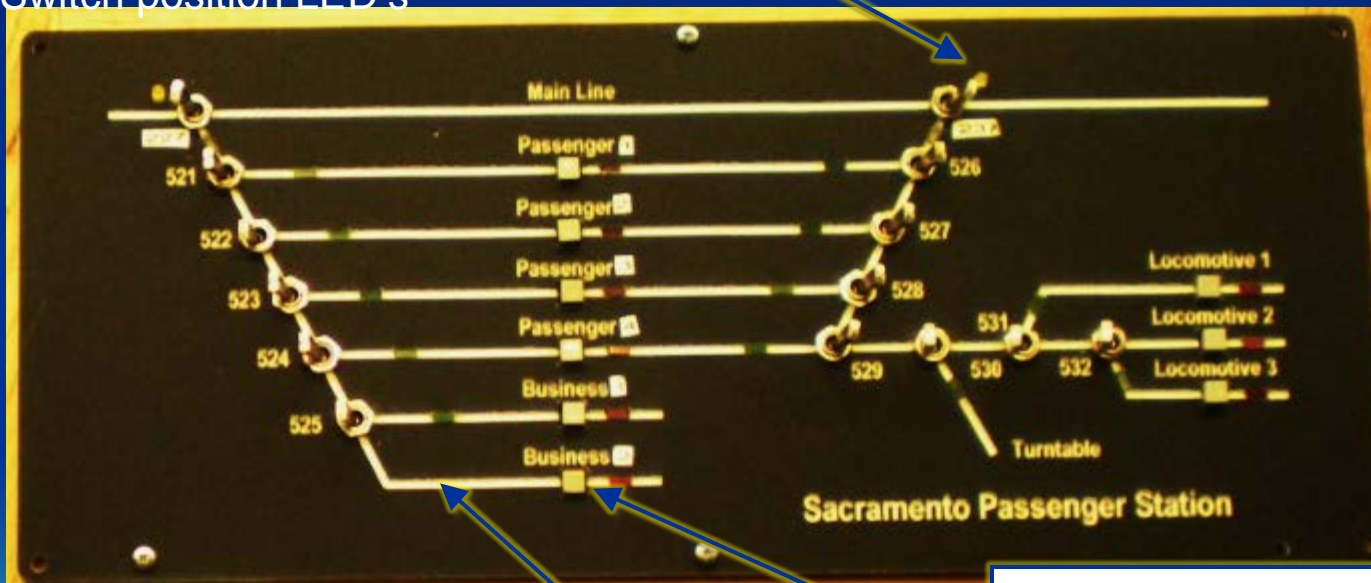 Switch position LED's
Main Line
Passenger
521
526
Passenger
522
527
Passenger
523
528
Locomotive 1
Passenger
531
Locomotive 2
524
529
530
532
Locomotive 3
Business
525
Business
Turntable
Sacramento Passenger Station